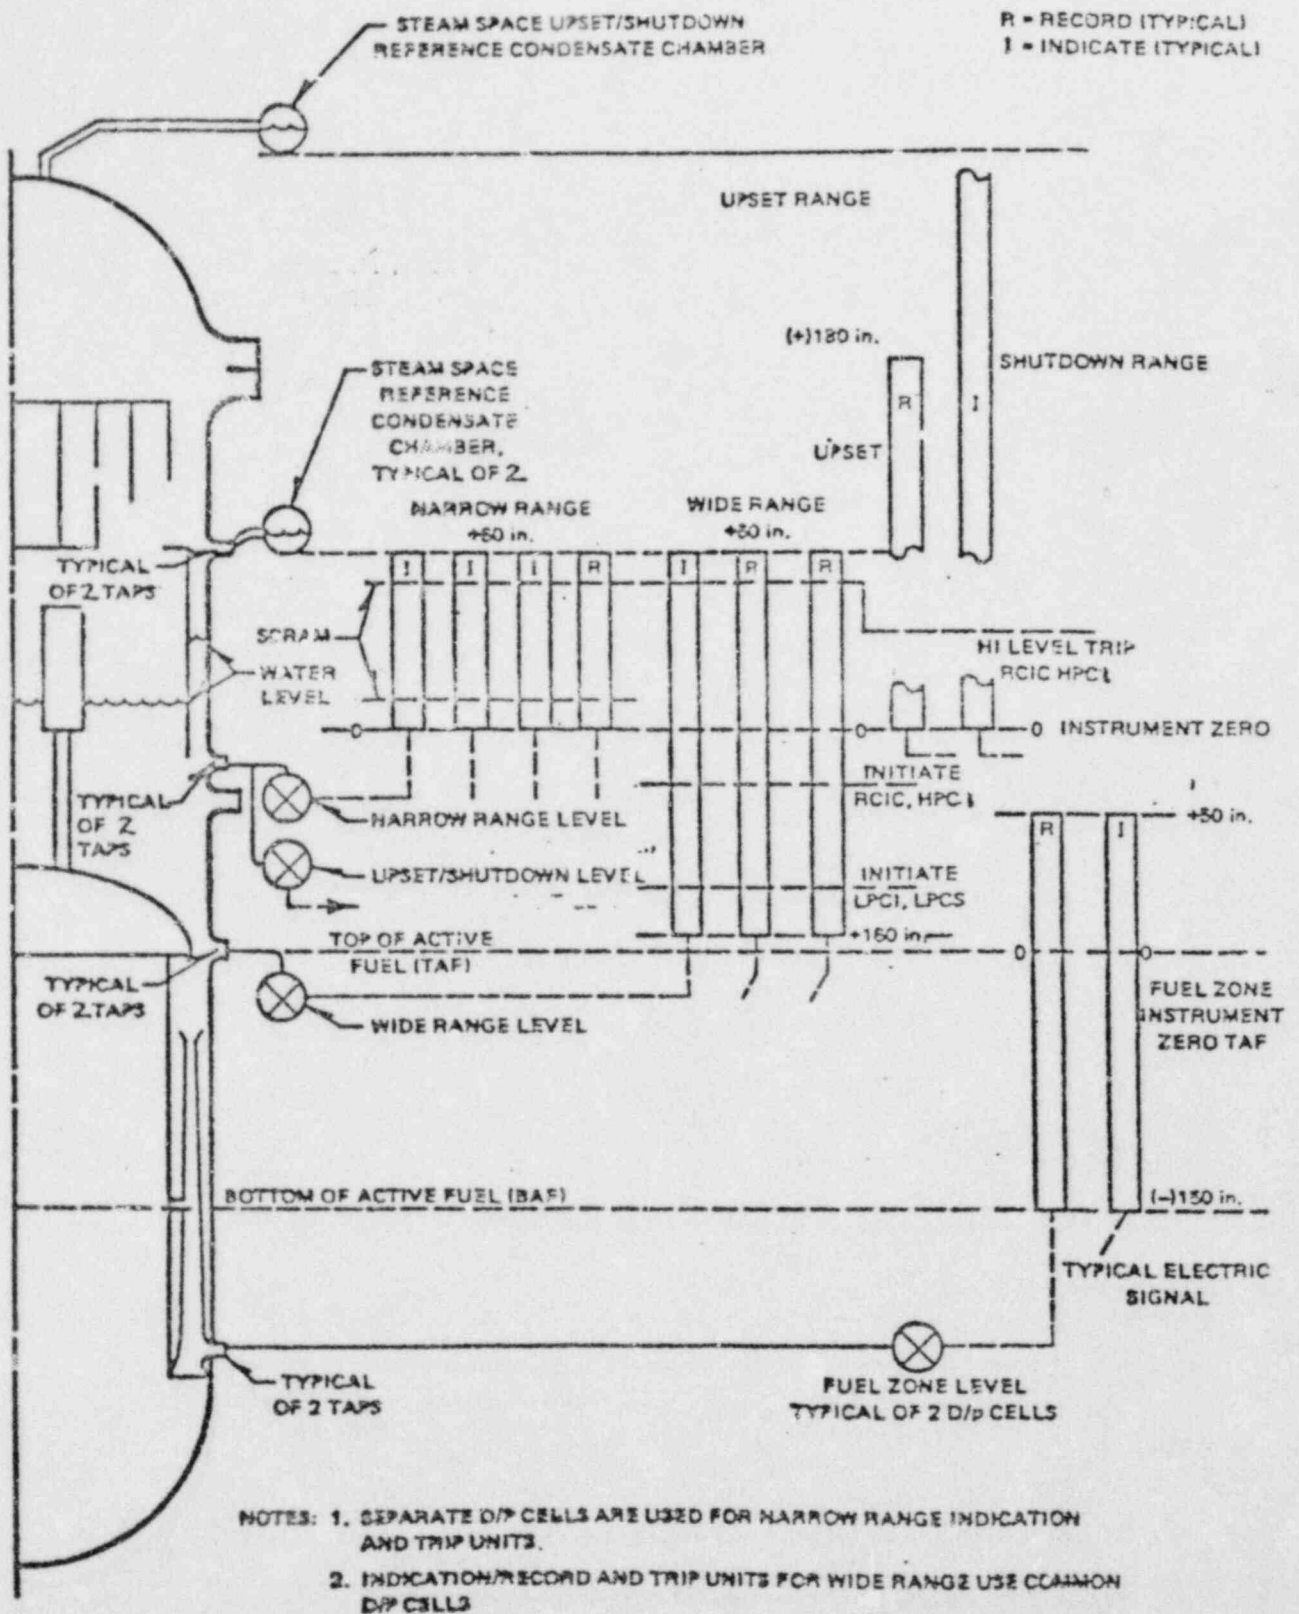 STEAM SPACE UPSET/SHUTDOWN
REFERENCE CONDENSATE CHAMBER
R = RECORD (TYPICAL)
I = INDICATE (TYPICAL)
UPSET RANGE
(+)180 in.
SHUTDOWN RANGE
R
I
UPSET
STEAM SPACE
REFERENCE
CONDENSATE
CHAMBER,
TYPICAL OF 2
NARROW RANGE
+60 in.
WIDE RANGE
+60 in.
I
I
I
R
I
R
R
TYPICAL
OF 2 TAPS
SCRAM
WATER
LEVEL
HI LEVEL TRIP
RCIC HPCI
0
0
0 INSTRUMENT ZERO
INITIATE
RCIC, HPCI
TYPICAL
OF 2
TAPS
NARROW RANGE LEVEL
+50 in.
R
I
UPSET/SHUTDOWN LEVEL
INITIATE
LPCI, LPCS
+160 in.
TOP OF ACTIVE
FUEL (TAF)
0
0
TYPICAL
OF 2 TAPS
WIDE RANGE LEVEL
FUEL ZONE
INSTRUMENT
ZERO TAF
BOTTOM OF ACTIVE FUEL (BAF)
(-)150 in.
TYPICAL ELECTRIC
SIGNAL
TYPICAL
OF 2 TAPS
FUEL ZONE LEVEL
TYPICAL OF 2 D/P CELLS
NOTES: 1. SEPARATE D/P CELLS ARE USED FOR NARROW RANGE INDICATION
AND TRIP UNITS.
2. INDICATION/RECORD AND TRIP UNITS FOR WIDE RANGE USE COMMON
D/P CELLS